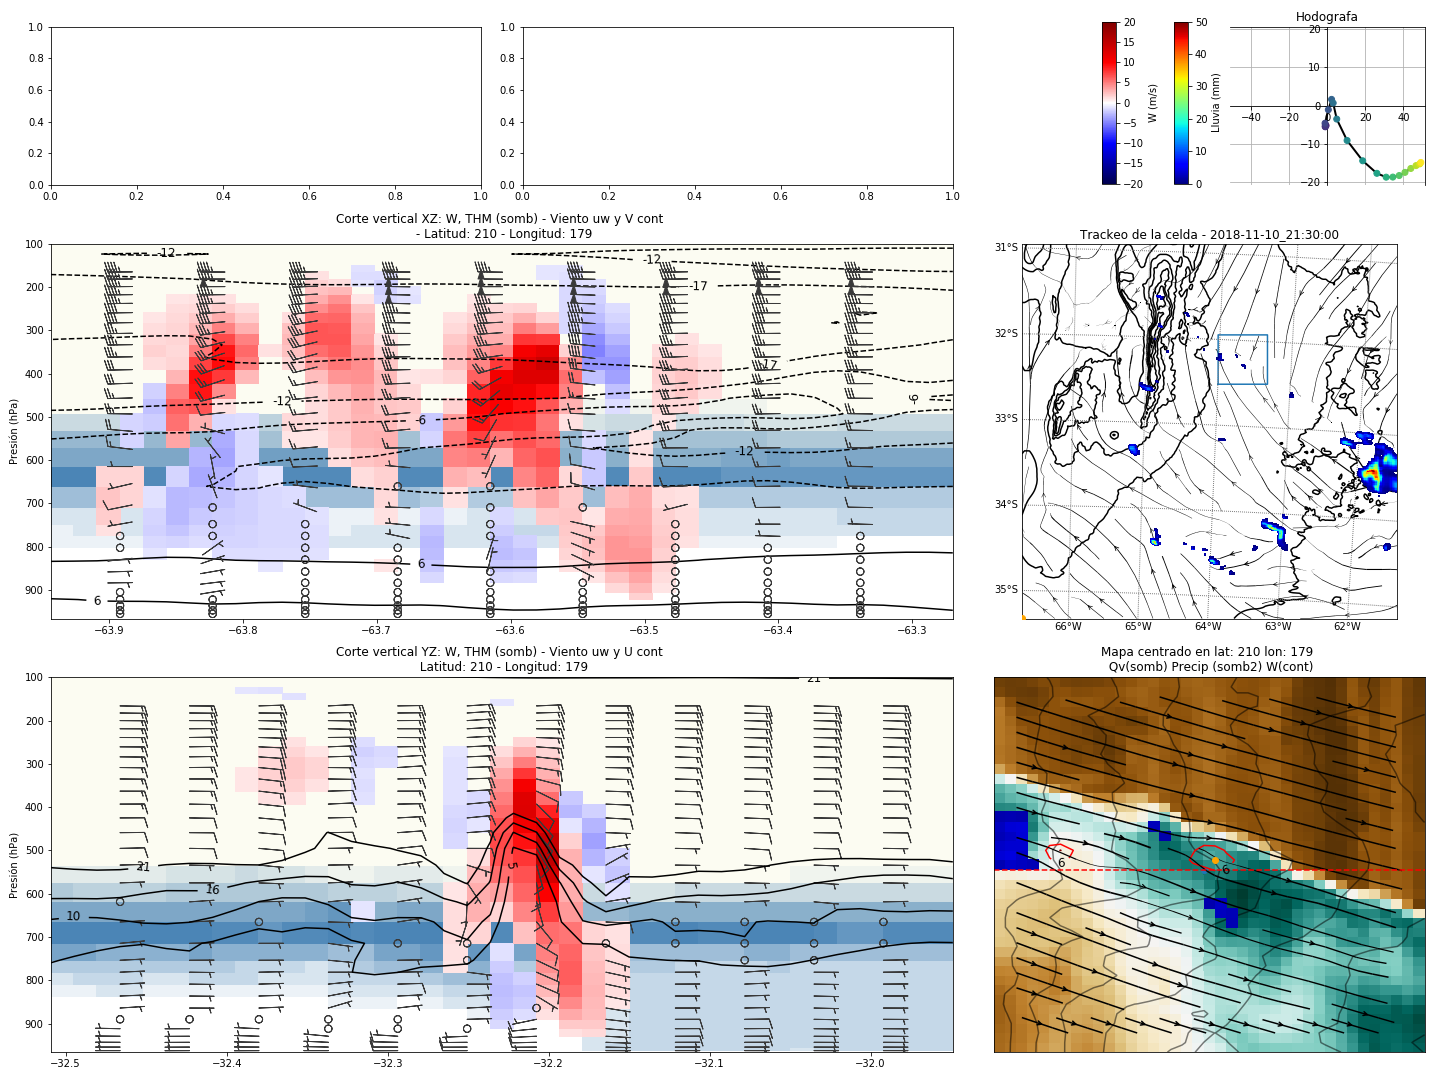 1.0
0.8
0.6
0.4
0.2
0.0
0.0 0.2 0.4 0.6 0.8 1.0
1.0
0.8
0.6
0.4
0.2
0.0
0.0 0.2 0.4 0.6 0.8 1.0
20
15
10
5
0
−5
−10
−15
−20
W (m/s)
50
40
30
20
10
0
Lluvia (mm)
Hodografa
20
10
0
−10
−20
−40 −20 0 20 40
Corte vertical XZ: W, THM (somb) - Viento uw y V cont
- Latitud: 210 - Longitud: 179
Presión (hPa)
100
200
300
400
500
600
700
800
900
−63.9 −63.8 −63.7 −63.6 −63.5 −63.4 −63.3
-12
-12
-17
-17
-12
-6
-12
6
6
Trackeo de la celda - 2018-11-10_21:30:00
31°S
32°S
33°S
34°S
35°S
66°W 65°W 64°W 63°W 62°W
Corte vertical YZ: W, THM (somb) - Viento uw y U cont
Latitud: 210 - Longitud: 179
Presión (hPa)
100
200
300
400
500
600
700
800
900
−32.5 −32.4 −32.3 −32.2 −32.1 −32.0
21
21
16
10
5
Mapa centrado en lat: 210 lon: 179
Qv(somb) Precip (somb2) W(cont)
6
6